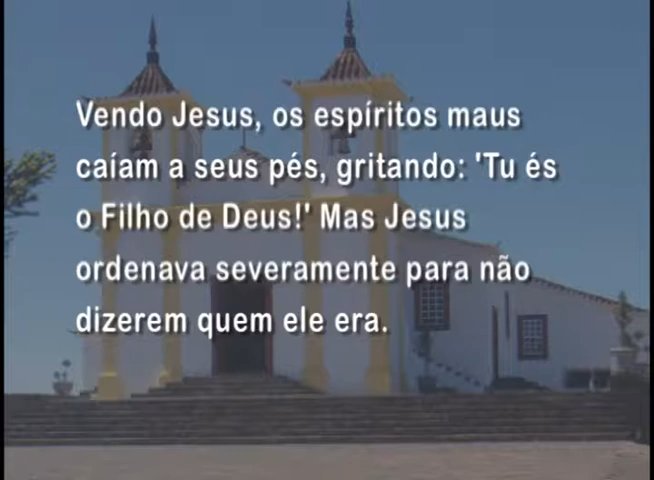 Vendo Jesus, os espíritos maus
caíam a seus pés, gritando: 'Tu és
o Filho de Deus!' Mas Jesus
ordenava severamente para não
dizerem quem ele era.